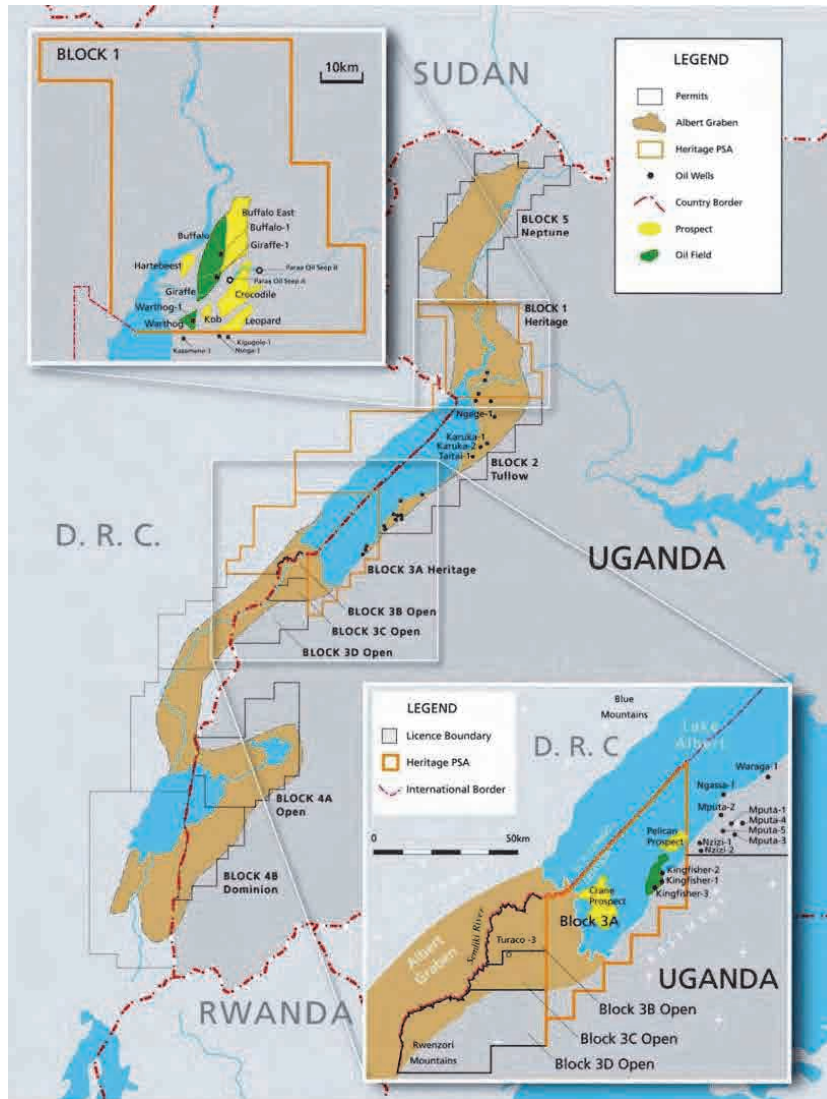 BLOCK 1
10km
Buffalo East
Buffalo-1
Buffalo
Giraffe-1
Hartebeest
Paraa Oil Seep B
Paraa Oil Seep A
Giraffe
Crocodile
Warthog-1
Warthog
Kob
Leopard
Kigogole-1
Kasamene-1
Nsoga-1
SUDAN
LEGEND
Permits
Albert Graben
Heritage PSA
Oil Wells
Country Border
Prospect
Oil Field
BLOCK 5
Neptune
BLOCK 1
Heritage
Ngege-1
Karuka-1
Karuka-2
Taitai-1
BLOCK 2
Tullow
D. R. C.
UGANDA
BLOCK 3A Heritage
BLOCK 3B Open
BLOCK 3C Open
BLOCK 3D Open
BLOCK 4A
Open
BLOCK 4B
Dominion
RWANDA
LEGEND
Licence Boundary
Heritage PSA
International Border
0
50km
Blue
Mountains
D. R. C
Lake
Albert
Waraga-1
Ngassa-1
Mputa-2
Mputa-1
Mputa-4
Mputa-5
Mputa-3
Nzizi-1
Nzizi-2
Pelican
Prospect
Kingfisher-2
Kingfisher-1
Kingfisher-3
Crane
Prospect
Block 3A
BASEMENT
Albert
Graben
Semliki River
Turaco -3
UGANDA
Block 3B Open
Block 3C Open
Block 3D Open
Rwenzori
Mountains